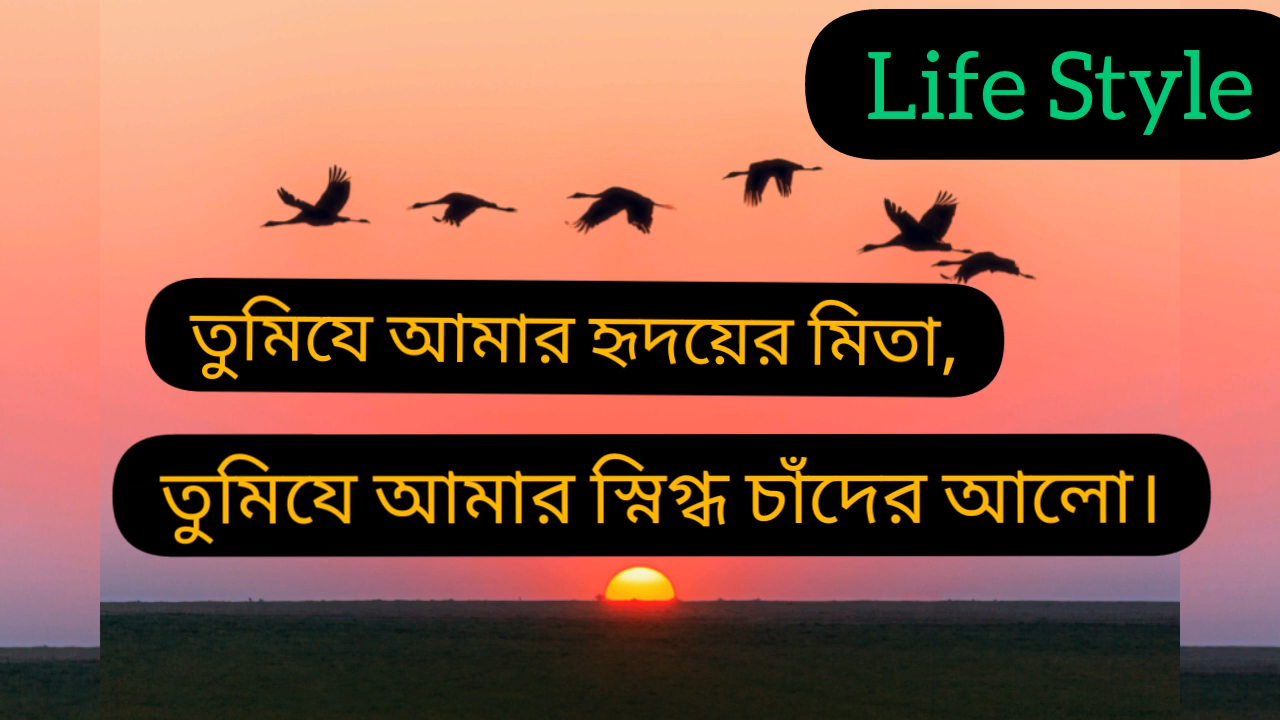 Life Style
তুমিযে আমার হৃদয়ের মিতা,
তুমিযে আমার স্নিগ্ধ চাঁদের আলো।